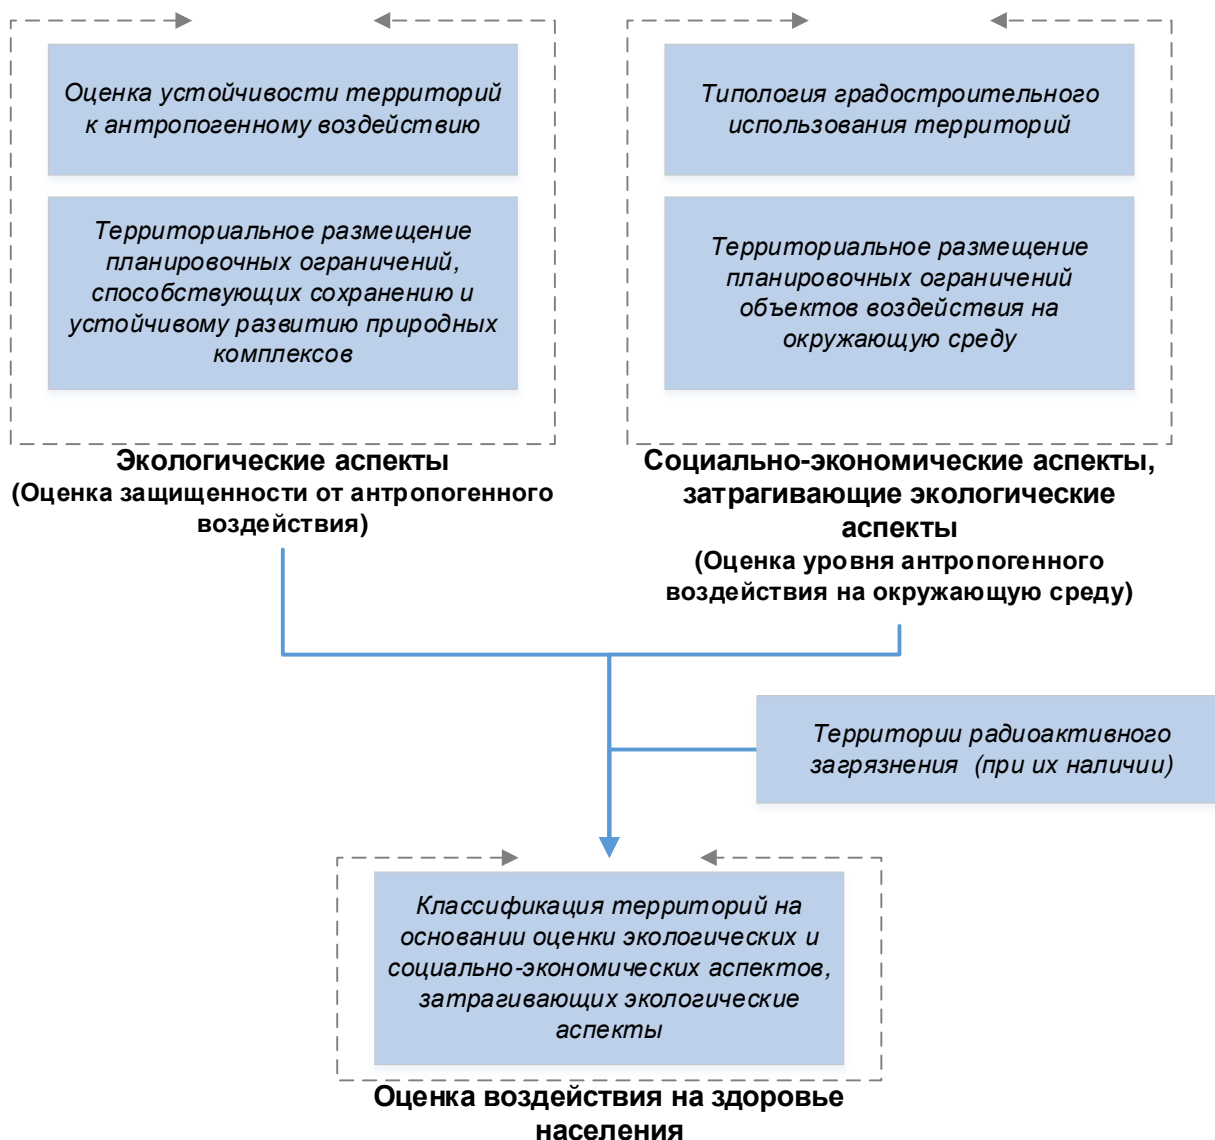 Оценка устойчивости территорий
к антропогенному воздействию
Территориальное размещение
планировочных ограничений,
способствующих сохранению и
устойчивому развитию природных
комплексов
Экологические аспекты
(Оценка защищенности от антропогенного
воздействия)
Типология градостроительного
использования территорий
Территориальное размещение
планировочных ограничений
объектов воздействия на
окружающую среду
Социально-экономические аспекты,
затрагивающие экологические
аспекты
(Оценка уровня антропогенного
воздействия на окружающую среду)
Территории радиоактивного
загрязнения (при их наличии)
Классификация территорий на
основании оценки экологических и
социально-экономических аспектов,
затрагивающих экологические
аспекты
Оценка воздействия на здоровье
населения